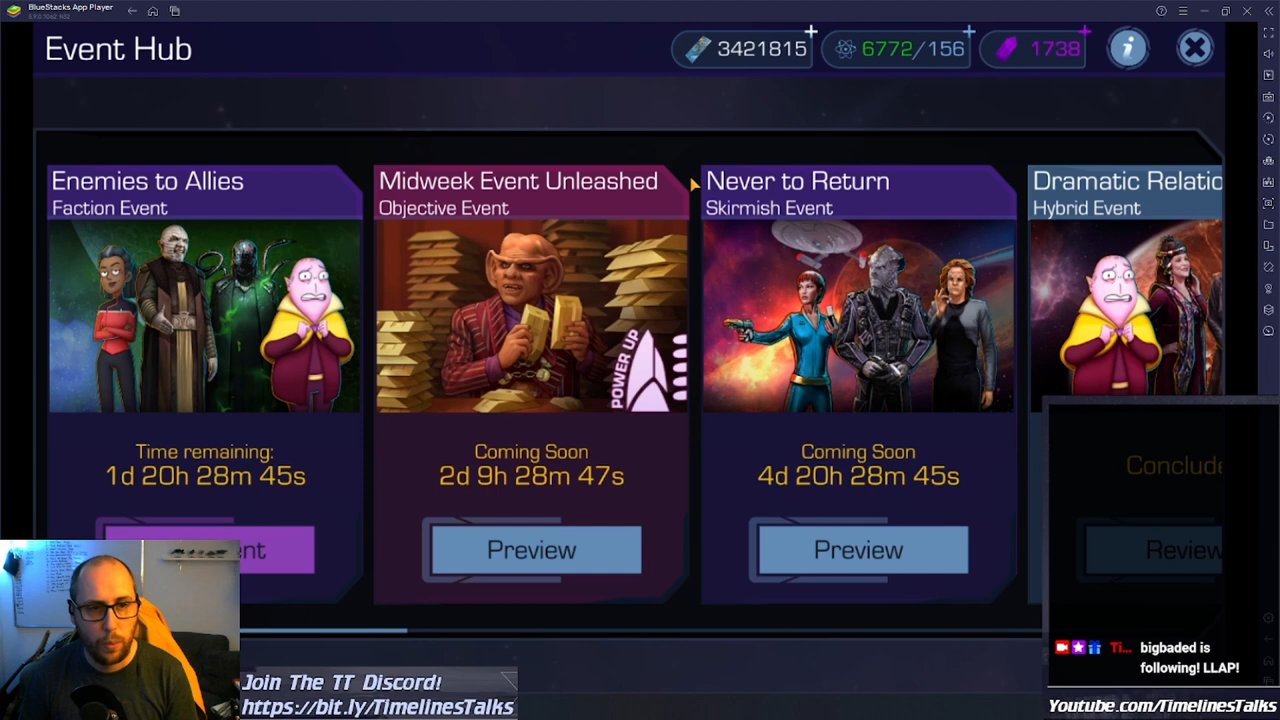 BlueStacks App Player
Event Hub
3421815
6772/156
1738
Enemies to Allies
Faction Event
Time remaining:
1d 20h 28m 45s
Midweek Event Unleashed
Objective Event
POWER UP
Coming Soon
2d 9h 28m 47s
Preview
Never to Return
Skirmish Event
Coming Soon
4d 20h 28m 45s
Preview
Dramatic Relatio
Hybrid Event
Conclude
Review
Ti... bigbaded is
following! LLAP!
Join The TT Discord!
https://bit.ly/TimelinesTalks
Youtube.com/TimelinesTalks